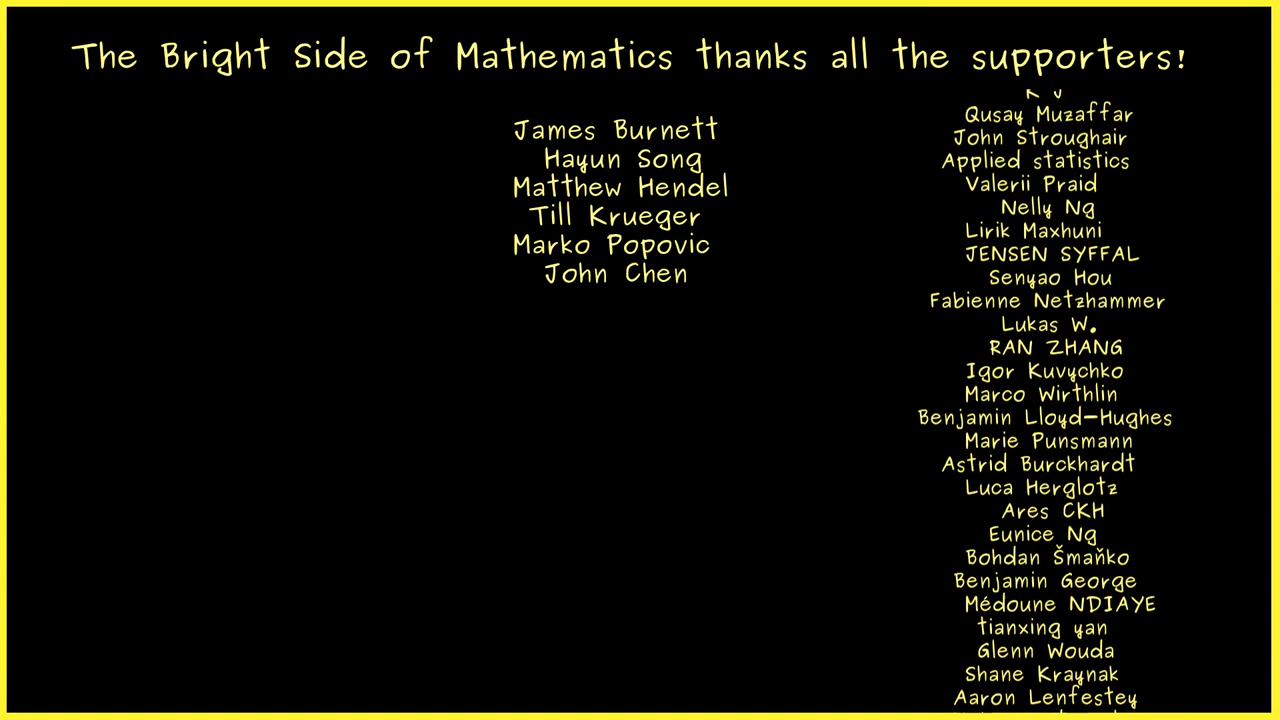 The Bright Side of Mathematics thanks all the supporters!
James Burnett
Hayun Song
Matthew Hendel
Till Krueger
Marko Popovic
John Chen
Qusay Muzaffar
John Stroughair
Applied statistics
Valerii Praid
Nelly Ng
Lirik Maxhuni
JENSEN SYFFAL
Senyao Hou
Fabienne Netzhammer
Lukas W.
RAN ZHANG
Igor Kuvychko
Marco Wirthlin
Benjamin Lloyd-Hughes
Marie Punsmann
Astrid Burckhardt
Luca Herglotz
Ares CKH
Eunice Ng
Bohdan Šmaňko
Benjamin George
Médoune NDIAYE
tianxing yan
Glenn Wouda
Shane Kraynak
Aaron Lenfestey